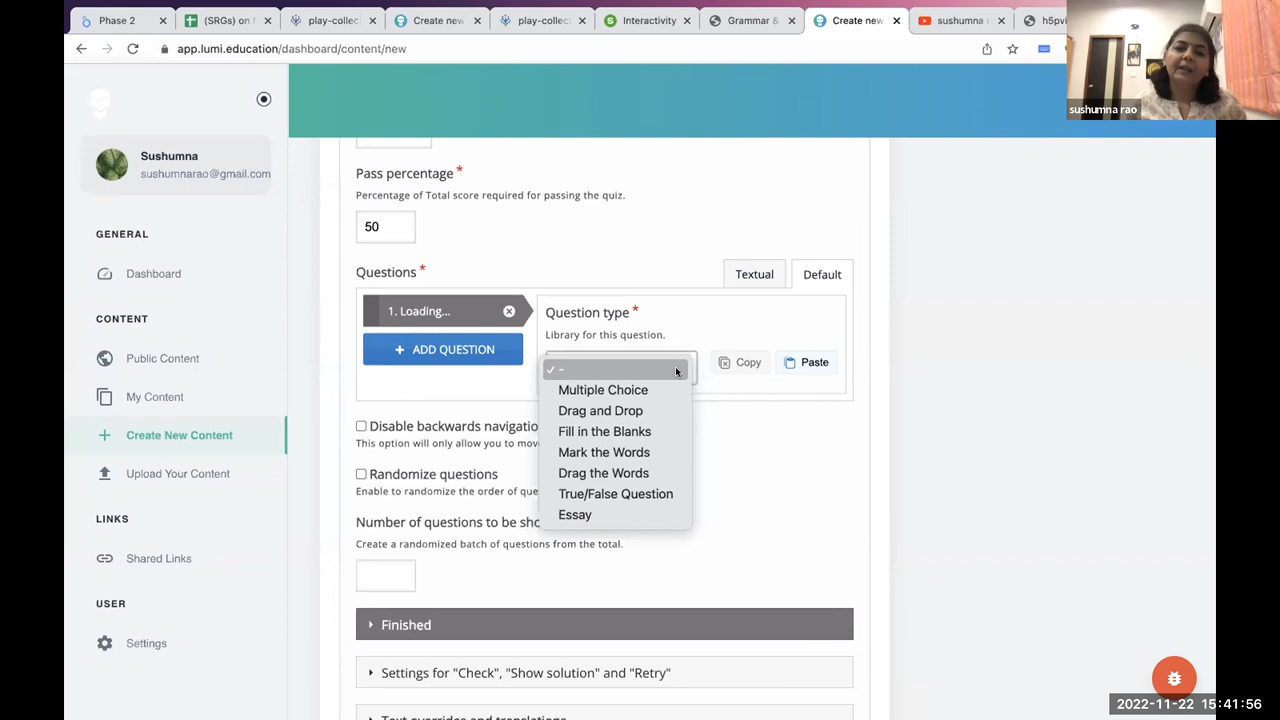 Phase 2
(SRGs) on
play-collec
Create new
play-collec
Interactivity
Grammar &
Create new
sushumna r
h5pvi
app.lumi.education/dashboard/content/new
sushumna rao
Sushumna
sushumnarao@gmail.com
GENERAL
Dashboard
CONTENT
Public Content
My Content
Create New Content
Upload Your Content
LINKS
Shared Links
USER
Settings
Pass percentage *
Percentage of Total score required for passing the quiz.
50
Questions *
Textual
Default
1. Loading...
+ ADD QUESTION
Question type *
Library for this question.
✓ -
Multiple Choice
Drag and Drop
Fill in the Blanks
Mark the Words
Drag the Words
True/False Question
Essay
Copy
Paste
Disable backwards navigatio
This option will only allow you to mov
Randomize questions
Enable to randomize the order of que
Number of questions to be sho
Create a randomized batch of questions from the total.
Finished
Settings for "Check", "Show solution" and "Retry"
Text overrides and translations
2022-11-22 15:41:56